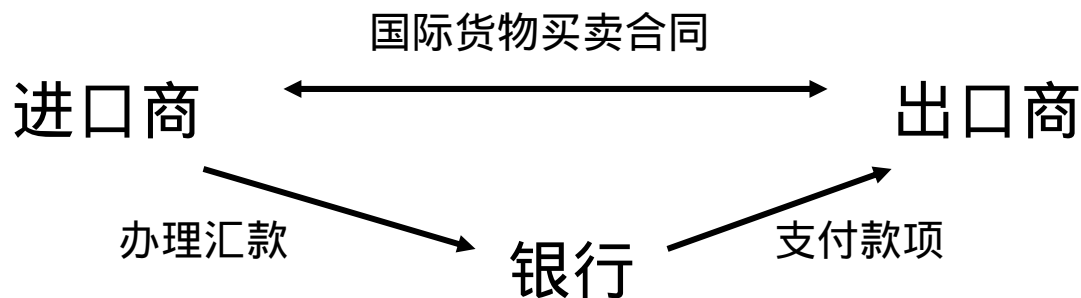 国际货物买卖合同
进口商
出口商
办理汇款
支付款项
银行